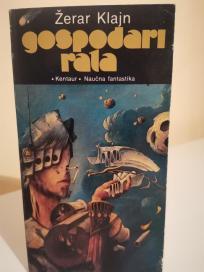 Žerar Klajn
gospodari
rata
• Kentaur • Naučna fantastika